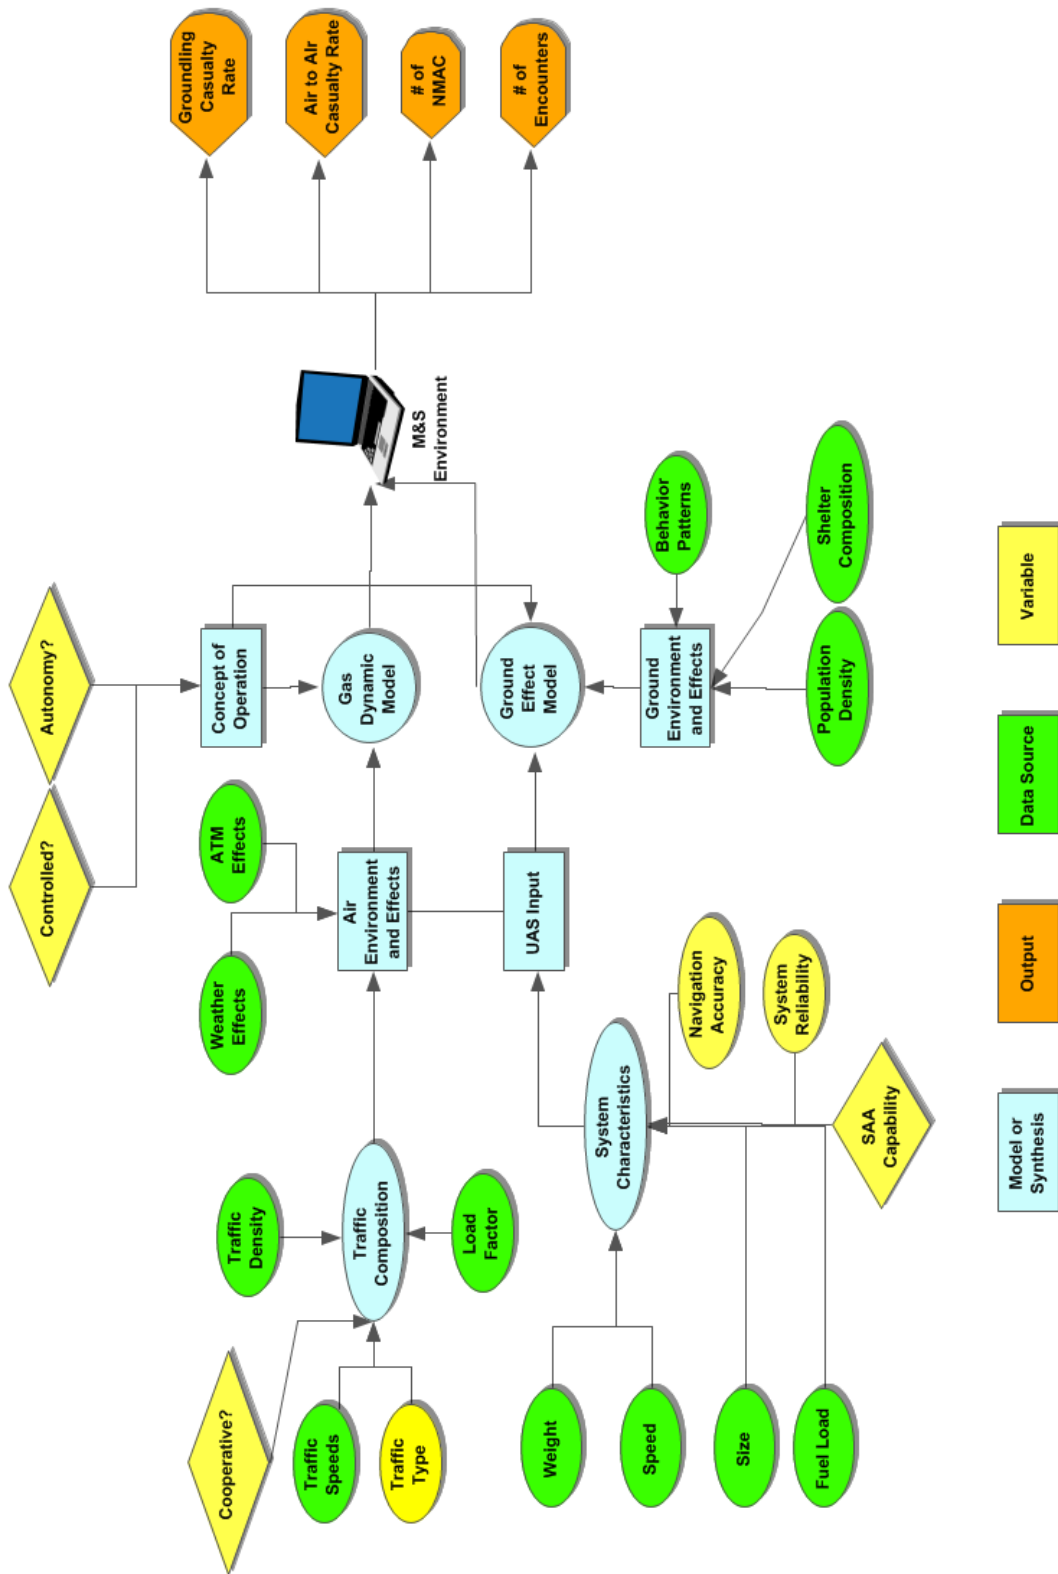 Cooperative?
Traffic
Speeds
Traffic
Type
Traffic
Density
Load
Factor
Traffic
Composition
Weather
Effects
ATM
Effects
Air
Environment
and Effects
Controlled?
Autonomy?
Concept of
Operation
Gas
Dynamic
Model
Weight
Speed
Size
Fuel Load
System
Characteristics
Navigation
Accuracy
System
Reliability
SAA
Capability
UAS Input
Ground
Effect
Model
Ground
Environment
and Effects
Behavior
Patterns
Population
Density
Shelter
Composition
M&S
Environment
Groundling
Casualty
Rate
Air to Air
Casualty Rate
# of
NMAC
# of
Encounters
Model or
Synthesis
Output
Data Source
Variable